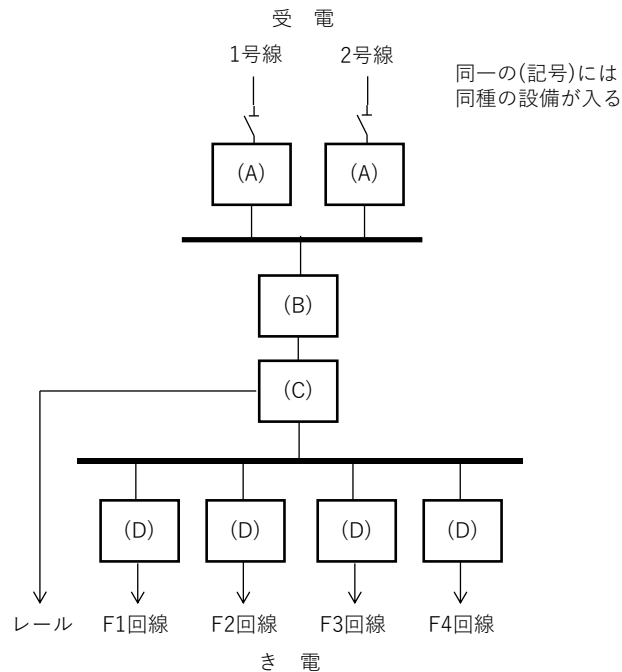 受　電
1号線
2号線
同一の(記号)には
同種の設備が入る
(A)
(A)
(B)
(C)
(D)
(D)
(D)
(D)
レール
F1回線
F2回線
F3回線
F4回線
き　電